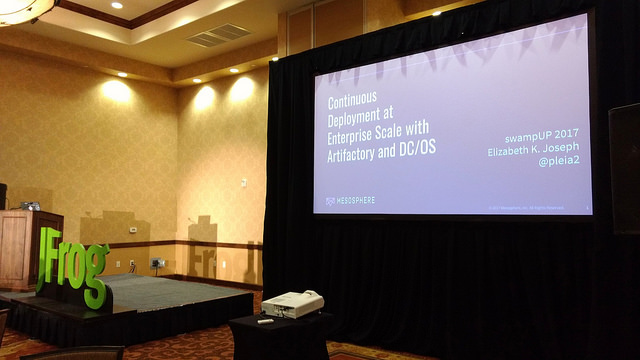 Continuous
Deployment at
Enterprise Scale with
Artifactory and DC/OS
swampUP 2017
Elizabeth K. Joseph
@pleia2
MESOSPHERE
JFrog